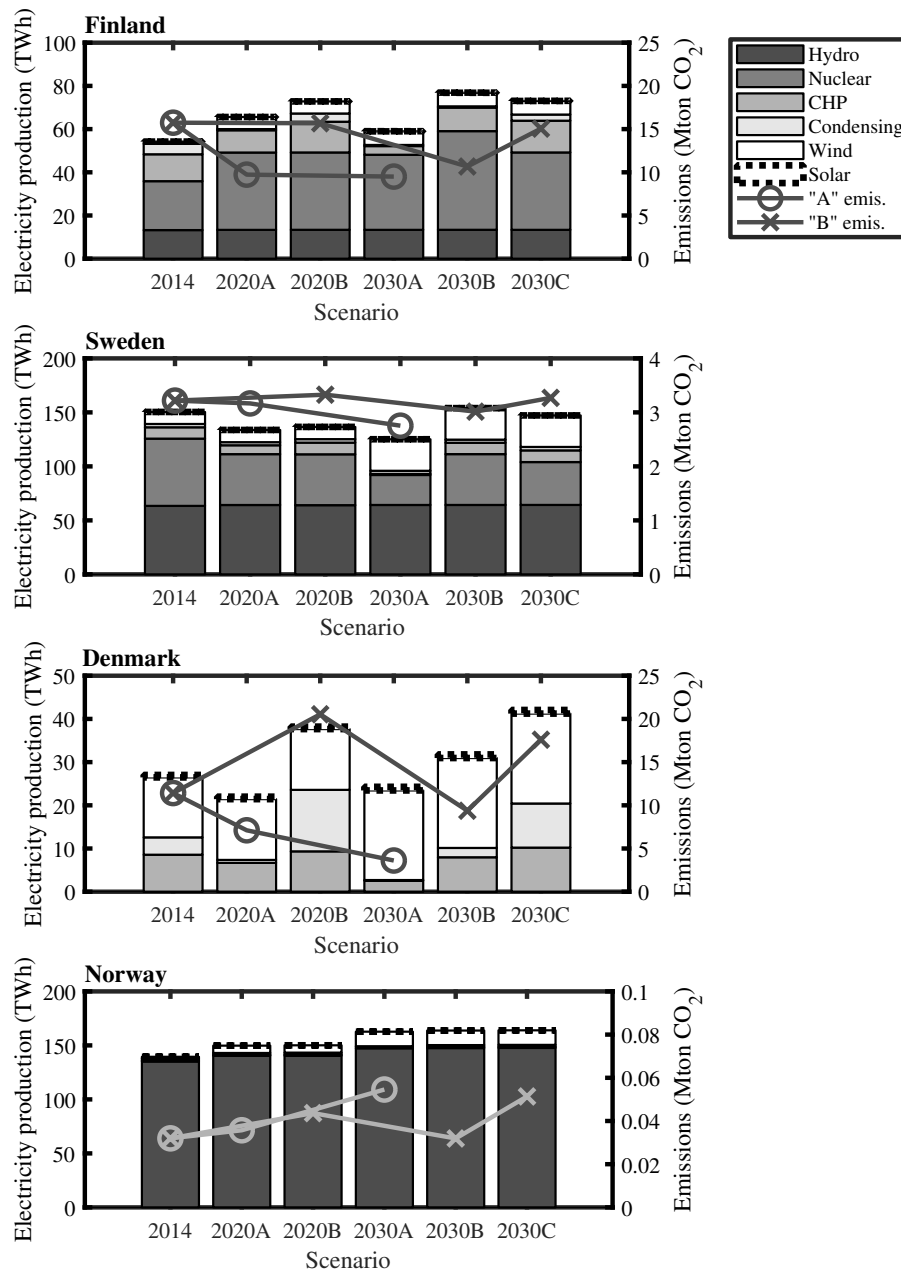 Finland
Electricity production (TWh)
100
80
60
40
20
0
25
20
15
10
5
0
Emissions (Mton CO2)
2014 2020A 2020B 2030A 2030B 2030C
Scenario
Hydro
Nuclear
CHP
Condensing
Wind
Solar
"A" emis.
"B" emis.
Sweden
Electricity production (TWh)
200
150
100
50
0
4
3
2
1
0
Emissions (Mton CO2)
2014 2020A 2020B 2030A 2030B 2030C
Scenario
Denmark
Electricity production (TWh)
50
40
30
20
10
0
25
20
15
10
5
0
Emissions (Mton CO2)
2014 2020A 2020B 2030A 2030B 2030C
Scenario
Norway
Electricity production (TWh)
200
150
100
50
0
0.1
0.08
0.06
0.04
0.02
0
Emissions (Mton CO2)
2014 2020A 2020B 2030A 2030B 2030C
Scenario